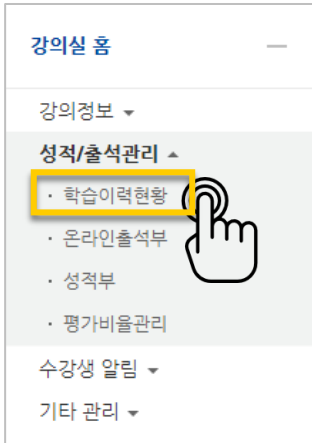 강의실 홈
강의정보
성적/출석관리
· 학습이력현황
· 온라인출석부
· 성적부
· 평가비율관리
수강생 알림
기타 관리